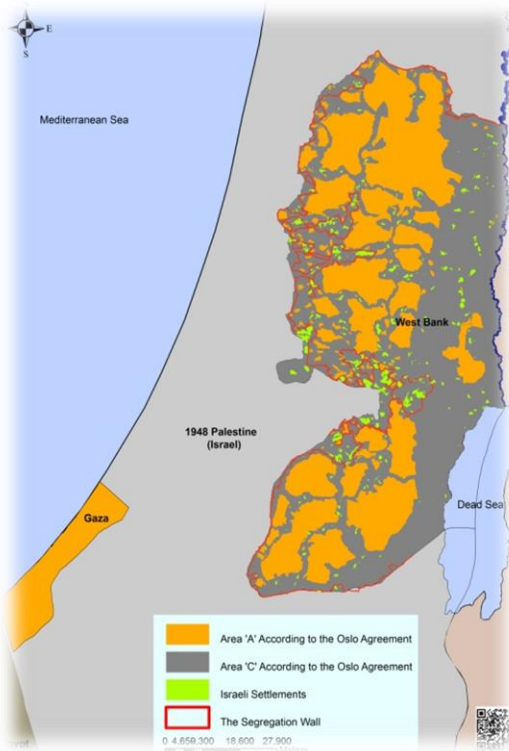 E
S
Mediterranean Sea
West Bank
1948 Palestine
(Israel)
Gaza
Dead Sea
Area 'A' According to the Oslo Agreement
Area 'C' According to the Oslo Agreement
Israeli Settlements
The Segregation Wall
0 4,650 9,300 18,600 27,900